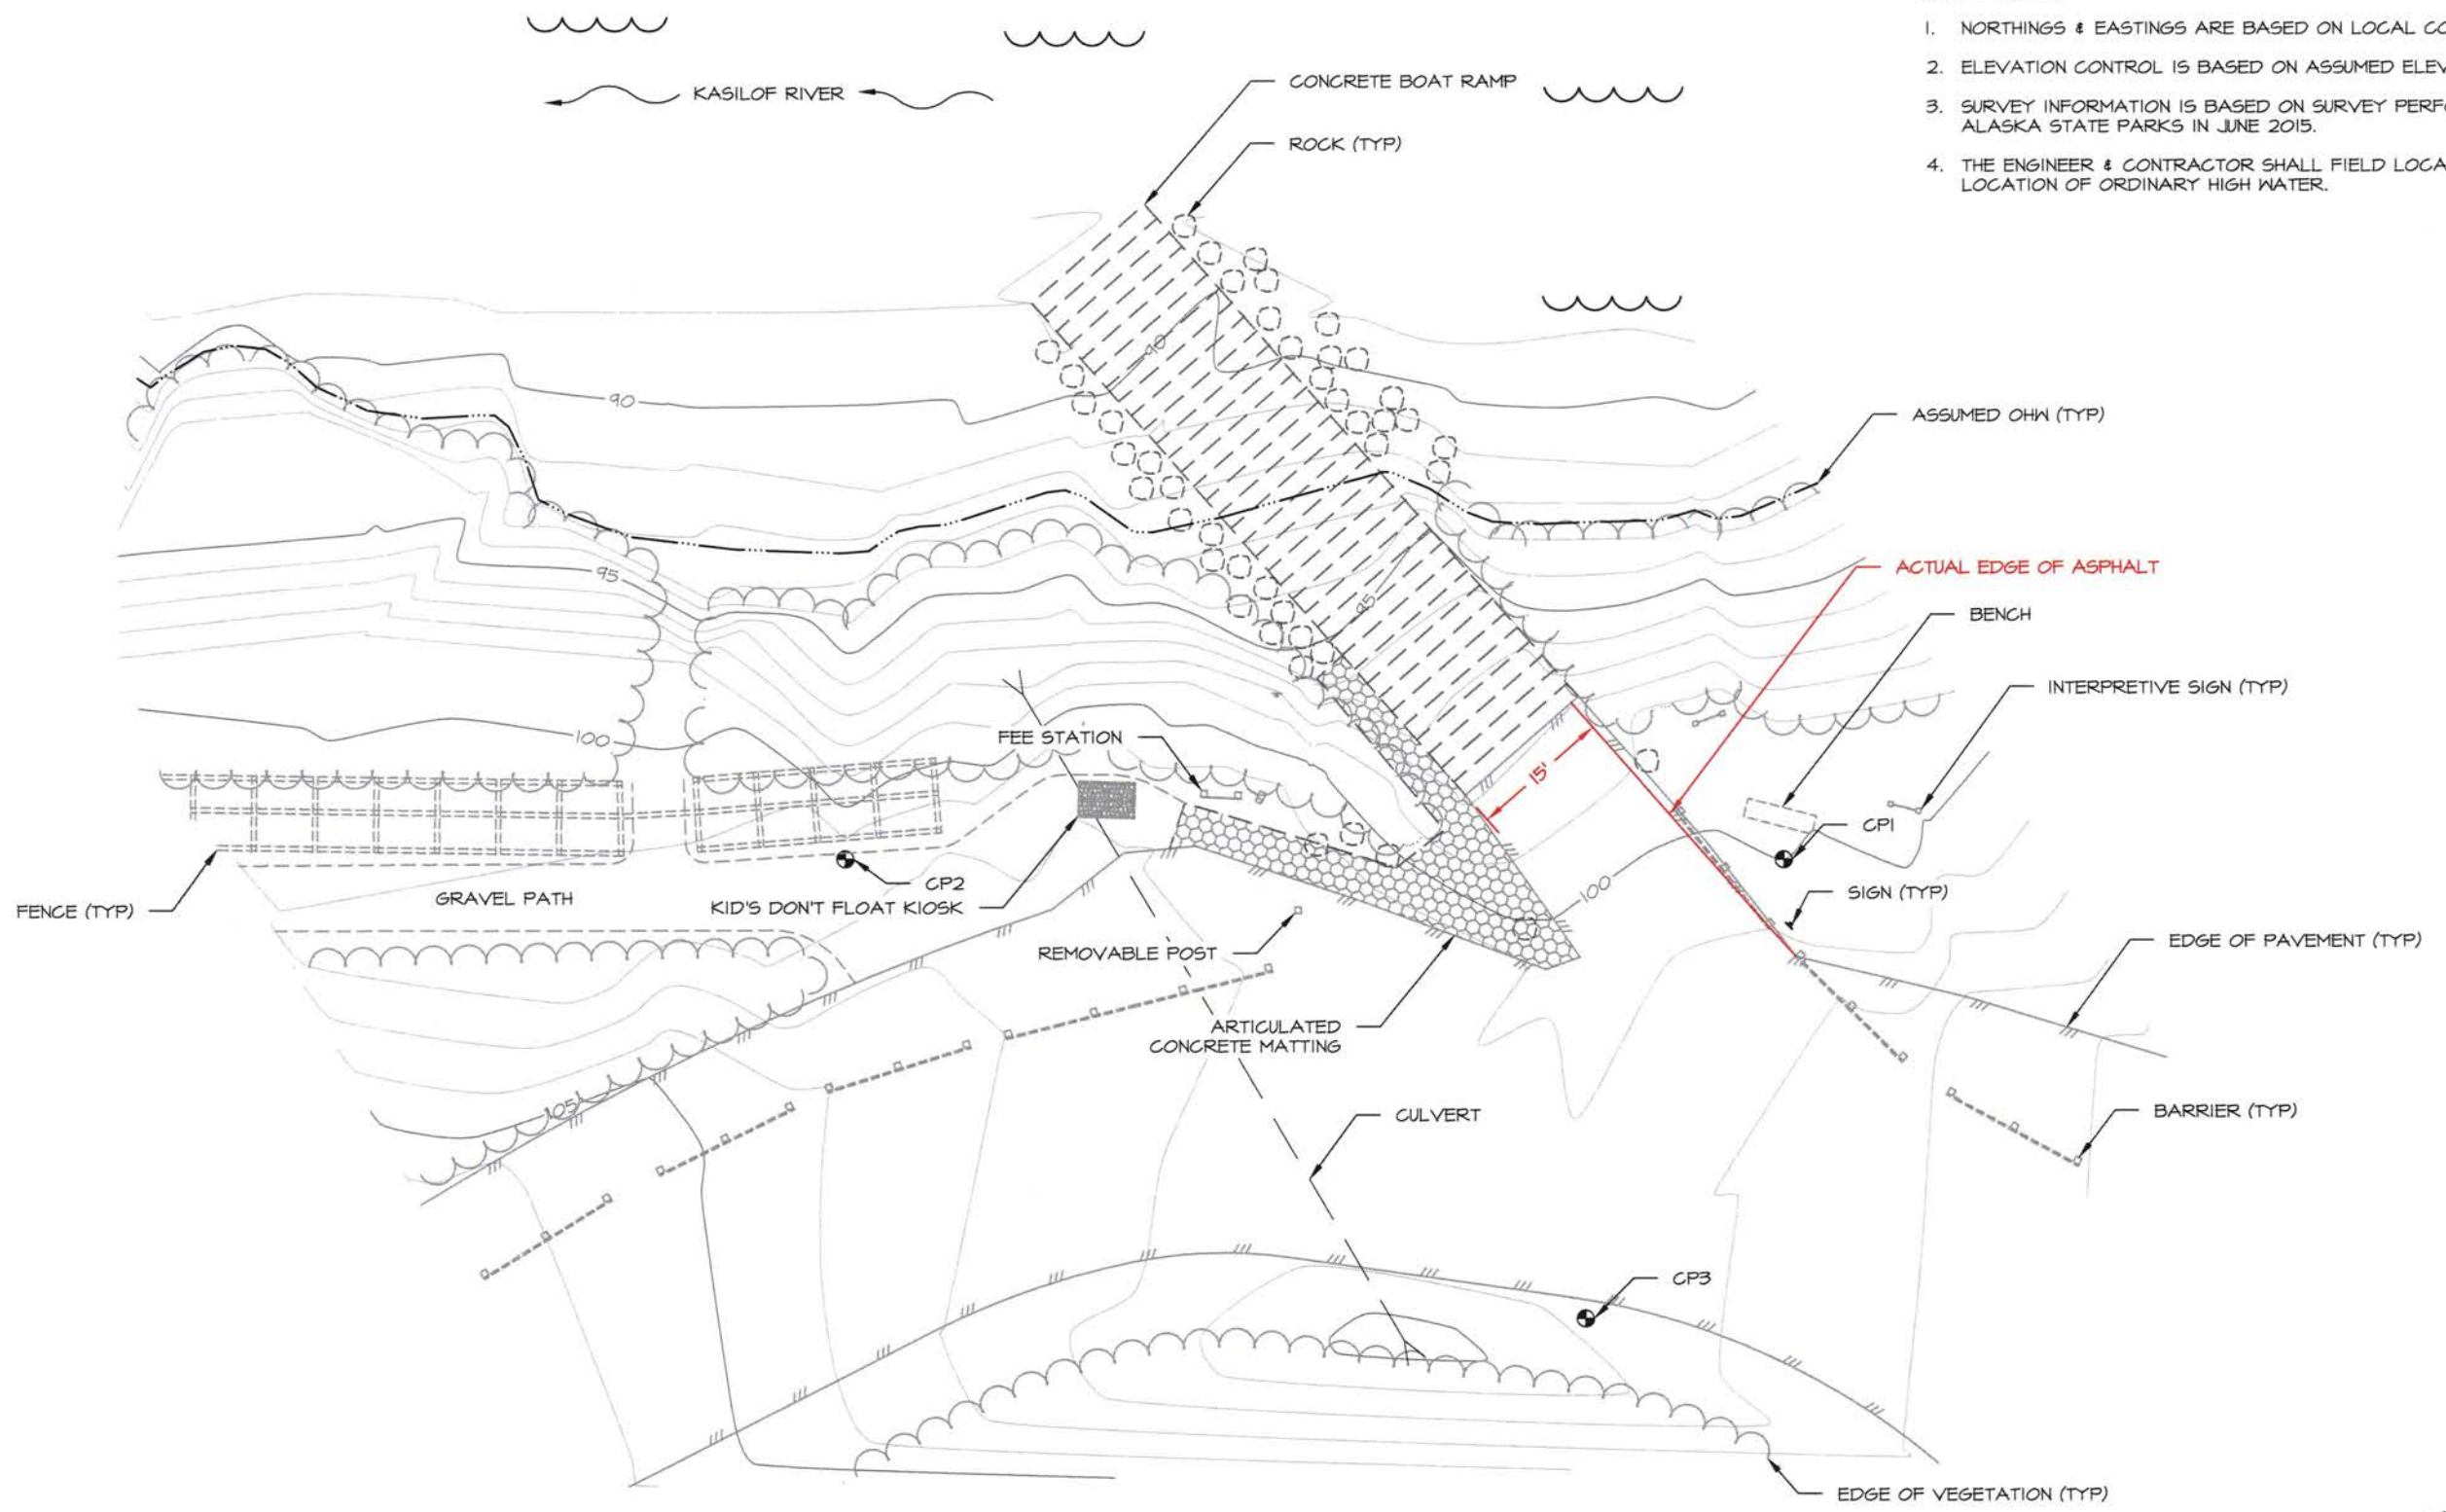 1. NORTHINGS & EASTINGS ARE BASED ON LOCAL
2. ELEVATION CONTROL IS BASED ON ASSUMED
3. SURVEY INFORMATION IS BASED ON SURVEY
ALASKA STATE PARKS IN JUNE 2015.
4. THE ENGINEER & CONTRACTOR SHALL FIELD
LOCATION OF ORDINARY HIGH WATER.
KASILOF RIVER
CONCRETE BOAT RAMP
ROCK (TYP)
90
90
ASSUMED OHW (TYP)
95
95
ACTUAL EDGE OF ASPHALT
BENCH
INTERPRETIVE SIGN (TYP)
100
FEE STATION
15'
CP1
100
SIGN (TYP)
CP2
GRAVEL PATH
KID'S DON'T FLOAT KIOSK
FENCE (TYP)
REMOVABLE POST
EDGE OF PAVEMENT (TYP)
ARTICULATED
CONCRETE MATTING
105
CULVERT
BARRIER (TYP)
CP3
EDGE OF VEGETATION (TYP)